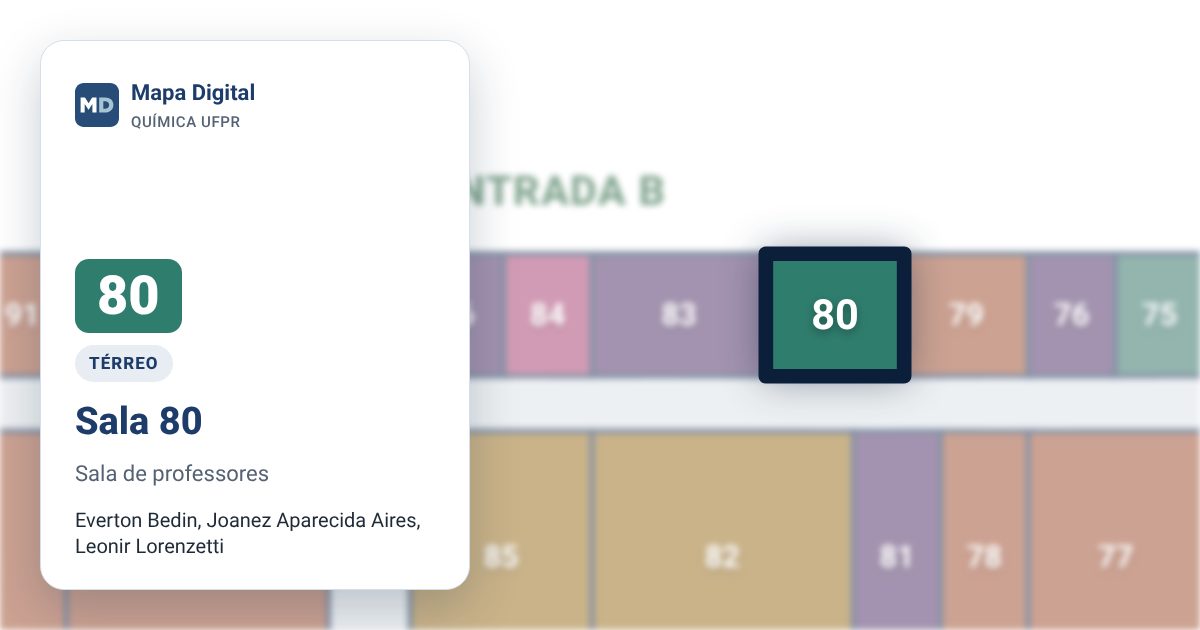 MD
Mapa Digital
QUÍMICA UFPR
NTRADA B
80
TÉRREO
Sala 80
Sala de professores
Everton Bedin, Joanez Aparecida Aires,
Leonir Lorenzetti
91 84 83 80 79 76 75
85 82 81 78 77